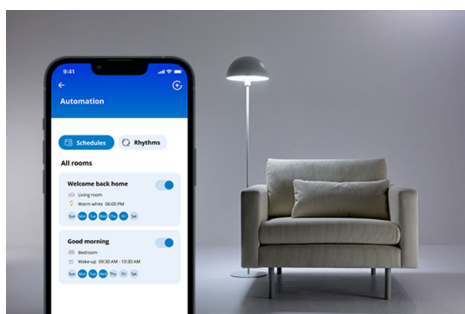 9:41
Automation
Schedules
Rhythms
All rooms
Welcome back home
Living room
Warm white 06:00 PM
Sun Mon Tue Wed Thu Fri Sat
Good morning
Bedroom
Wake-up 09:30 AM - 10:30 AM
Sun Mon Tue Wed Thu Fri Sat